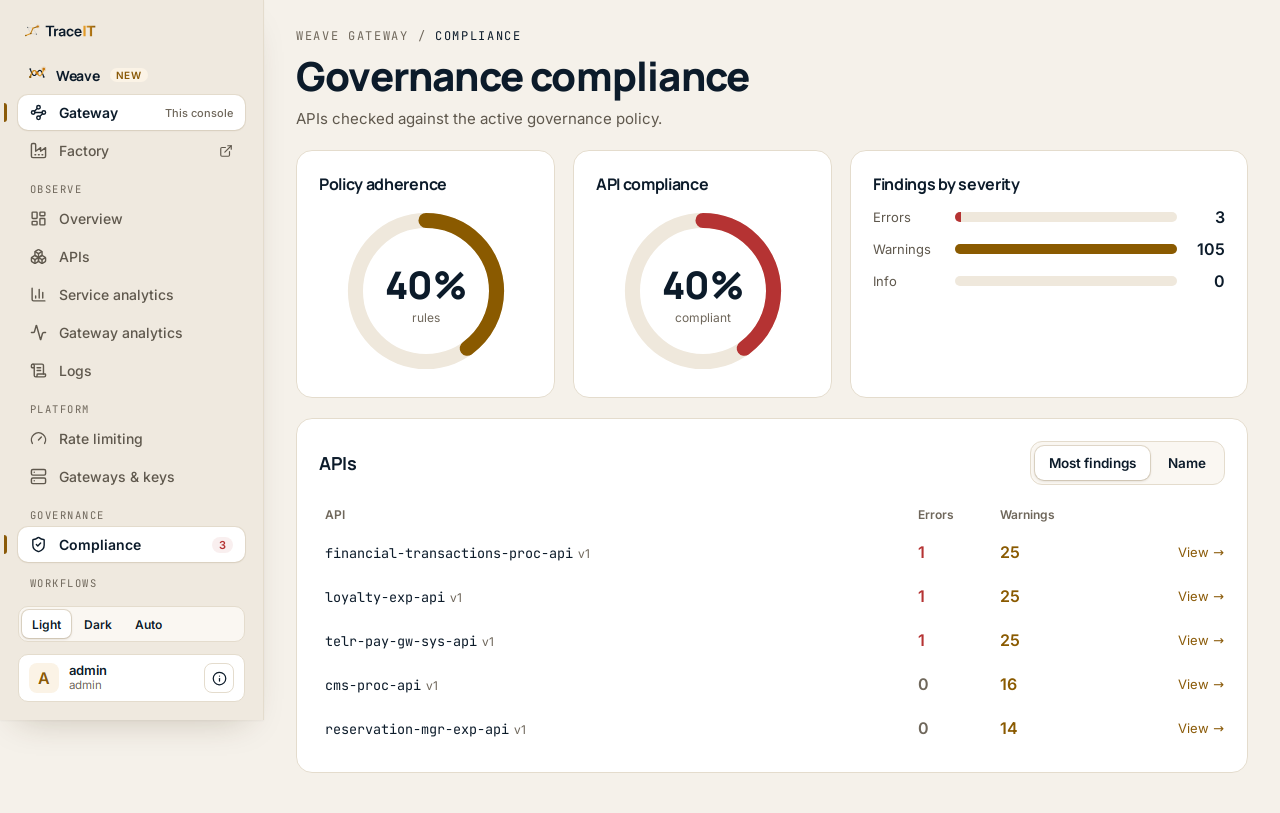 TraceIT
Weave NEW
Gateway This console
Factory
OBSERVE
Overview
APIs
Service analytics
Gateway analytics
Logs
PLATFORM
Rate limiting
Gateways & keys
GOVERNANCE
Compliance 3
WORKFLOWS
Light Dark Auto
A admin
admin
WEAVE GATEWAY / COMPLIANCE
Governance compliance
APIs checked against the active governance policy.
Policy adherence
40%
rules
API compliance
40%
compliant
Findings by severity
Errors 3
Warnings 105
Info 0
APIs Most findings Name
API Errors Warnings
financial-transactions-proc-api v1 1 25 View →
loyalty-exp-api v1 1 25 View →
telr-pay-gw-sys-api v1 1 25 View →
cms-proc-api v1 0 16 View →
reservation-mgr-exp-api v1 0 14 View →